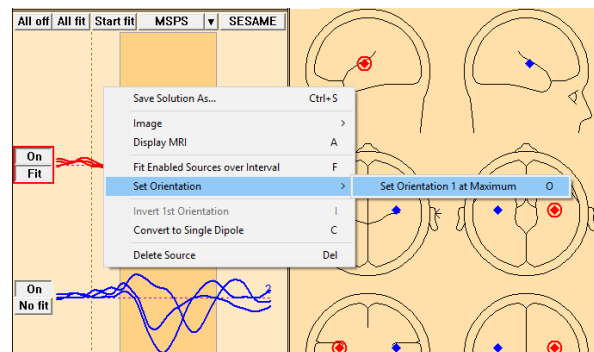 All off All fit Start fit MSPS ▼ SESAME
Save Solution As... Ctrl+S
Image >
Display MRI A
On
Fit
Fit Enabled Sources over Interval F
Set Orientation > Set Orientation 1 at Maximum O
Invert 1st Orientation I
Convert to Single Dipole C
Delete Source Del
On
No fit
2